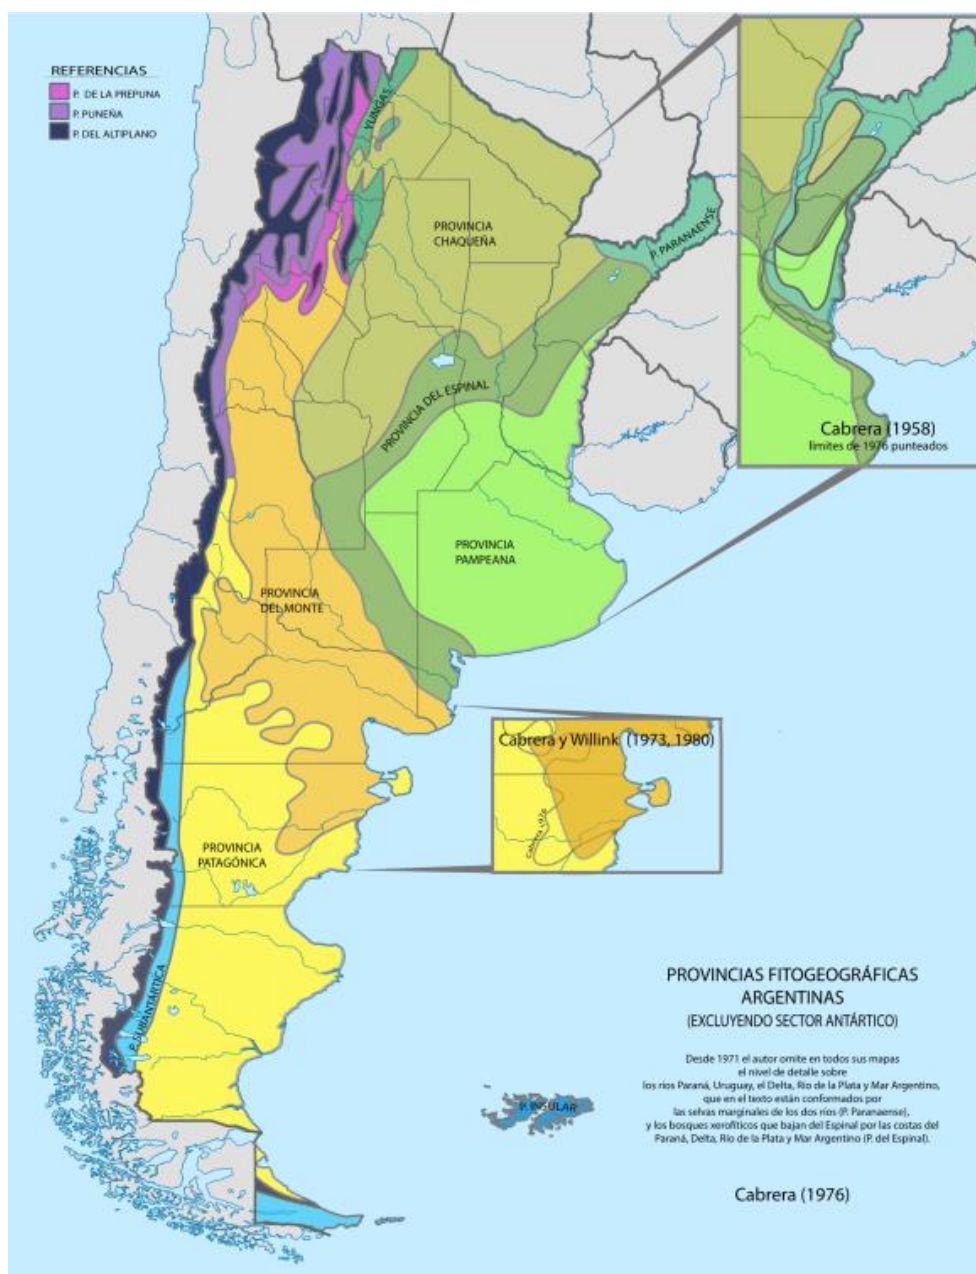 REFERENCIAS
P. DE LA PREPUNA
P. PUNEÑA
P. DEL ALTIPLANO
YUNGAS
PROVINCIA
CHAQUEÑA
P. PARANAENSE
PROVINCIA DEL ESPINAL
Cabrera (1958)
límites de 1976 punteados
PROVINCIA
PAMPEANA
PROVINCIA
DEL MONTE
Cabrera y Willink (1973, 1980)
Cabrera 1976
PROVINCIA
PATAGÓNICA
P. SUBANTÁRTICA
P. INSULAR
PROVINCIAS FITOGEOGRÁFICAS
ARGENTINAS
(EXCLUYENDO SECTOR ANTÁRTICO)
Desde 1971 el autor omite en todos sus mapas
el nivel de detalle sobre
los ríos Paraná, Uruguay, el Delta, Río de la Plata y Mar Argentino,
que en el texto están conformados por
las selvas marginales de los dos ríos (P. Paranaense),
y los bosques xerofíticos que bajan del Espinal por las costas del
Paraná, Delta, Río de la Plata y Mar Argentino (P. del Espinal).
Cabrera (1976)